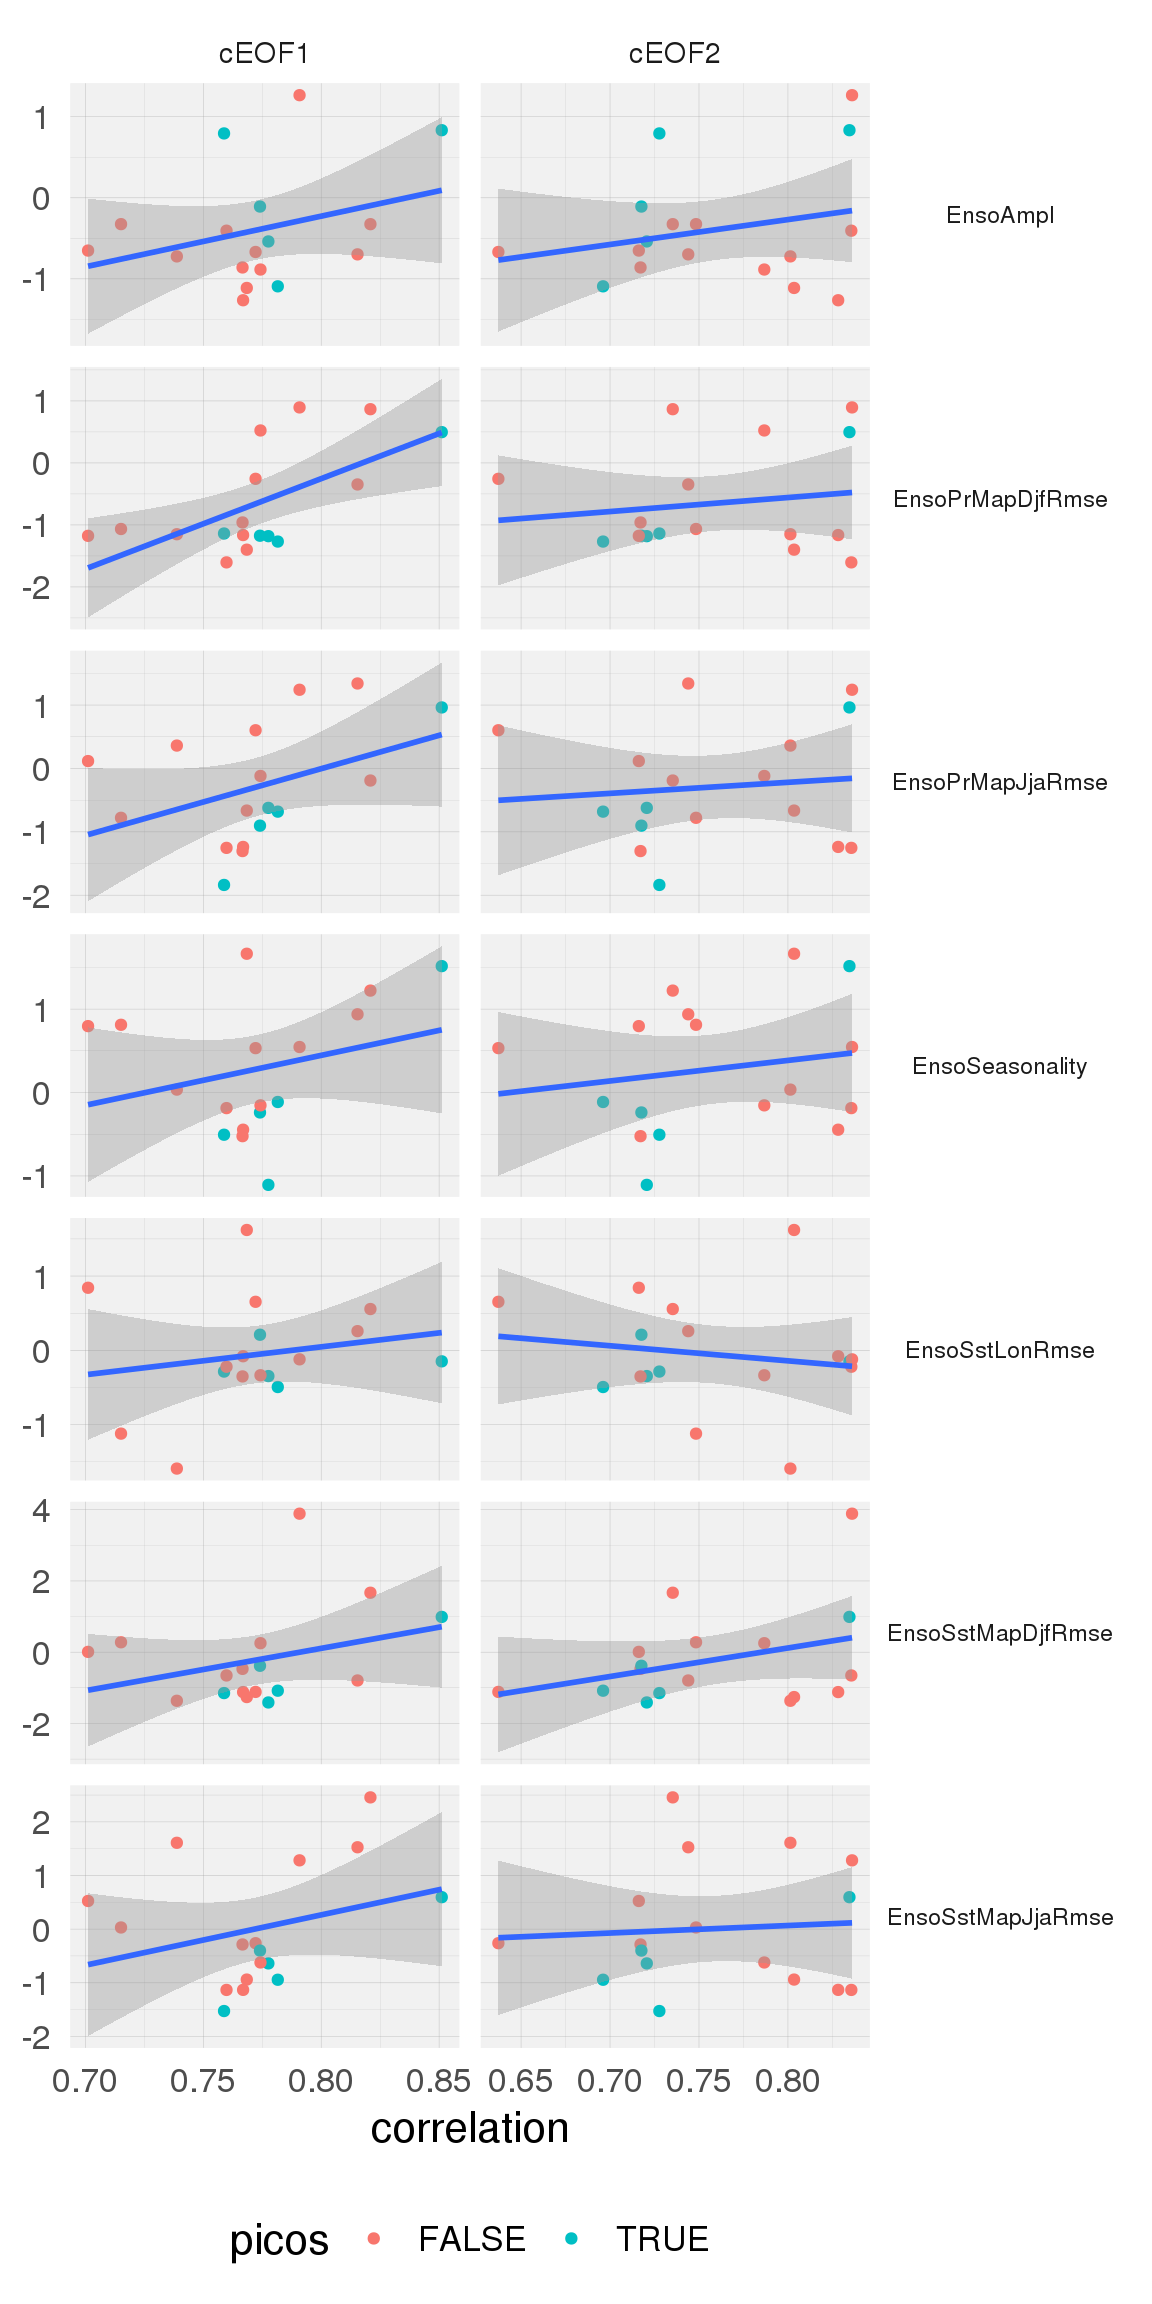 cEOF1 cEOF2
1
0
-1
EnsoAmpl
1
0
-1
-2
EnsoPrMapDjfRmse
1
0
-1
-2
EnsoPrMapJjaRmse
1
0
-1
EnsoSeasonality
1
0
-1
EnsoSstLonRmse
4
2
0
-2
EnsoSstMapDjfRmse
2
1
0
-1
-2
EnsoSstMapJjaRmse
0.70 0.75 0.80 0.85 0.65 0.70 0.75 0.80
correlation
picos FALSE TRUE